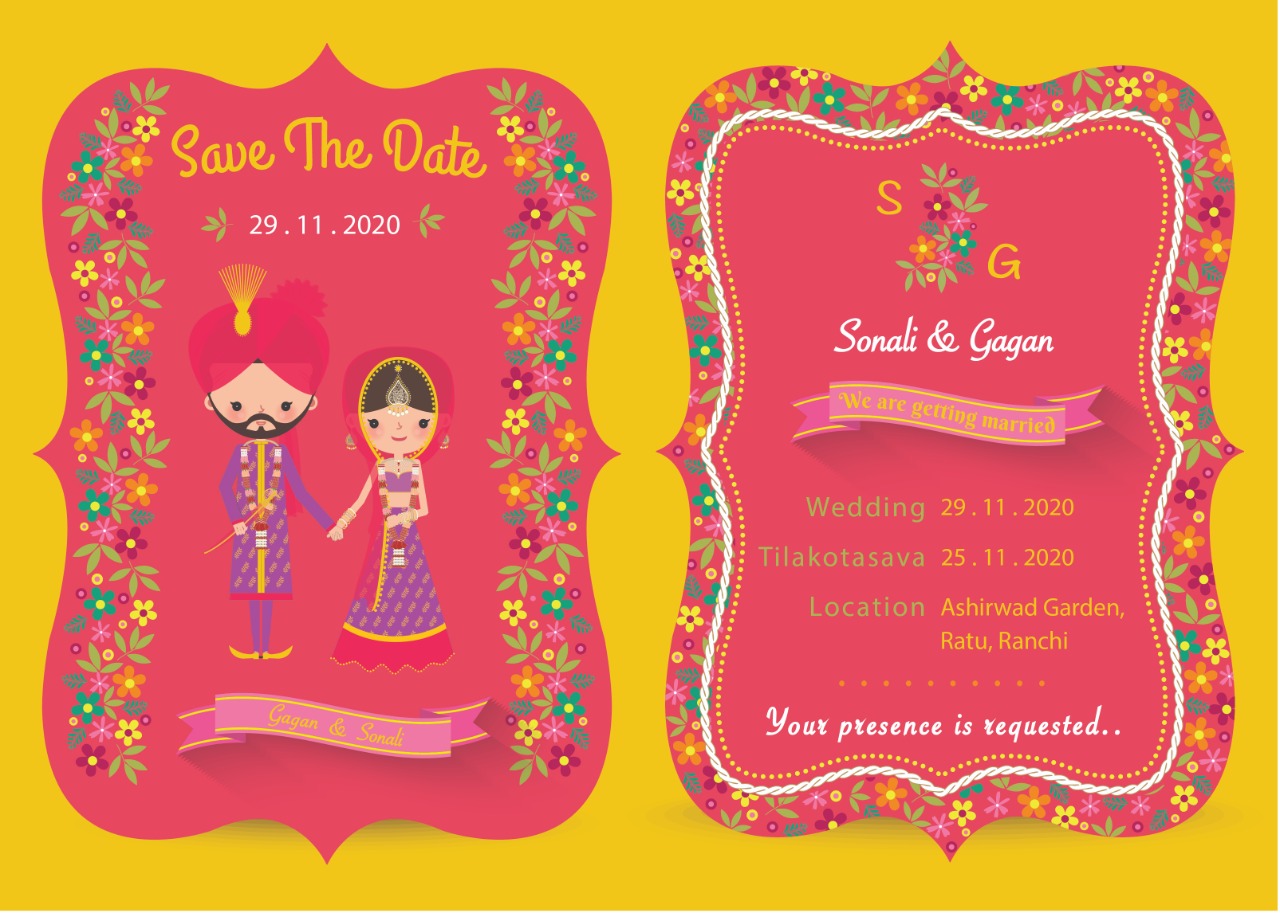 Save The Date
29 . 11 . 2020
Gagan & Sonali
S
G
Sonali & Gagan
We are getting married
Wedding 29 . 11 . 2020
Tilakotasava 25 . 11 . 2020
Location Ashirwad Garden,
Ratu, Ranchi
Your presence is requested..